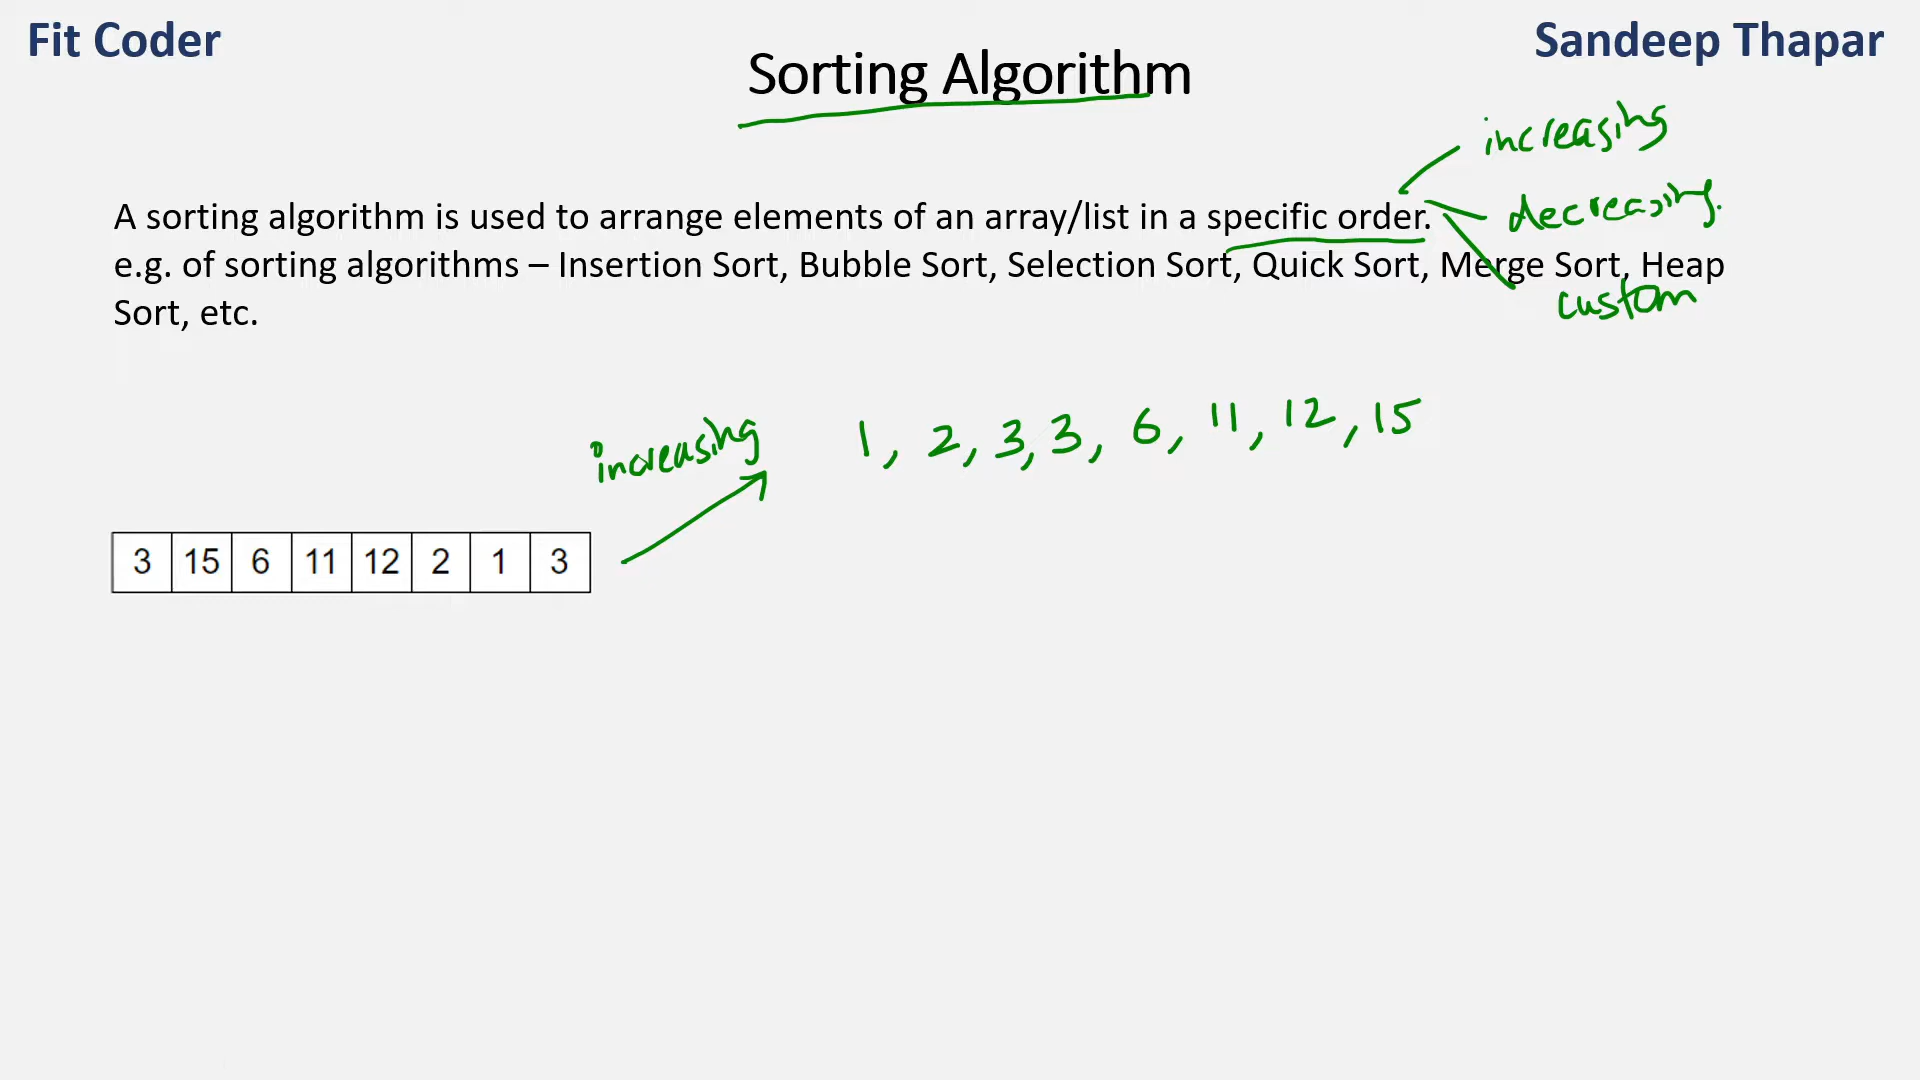 Fit Coder
Sandeep Thapar
Sorting Algorithm
increasing
decreasing.
A sorting algorithm is used to arrange elements of an array/list in a specific order.
e.g. of sorting algorithms – Insertion Sort, Bubble Sort, Selection Sort, Quick Sort, Merge Sort, Heap
custom
Sort, etc.
increasing
1, 2, 3, 3, 6, 11, 12, 15
3 15 6 11 12 2 1 3